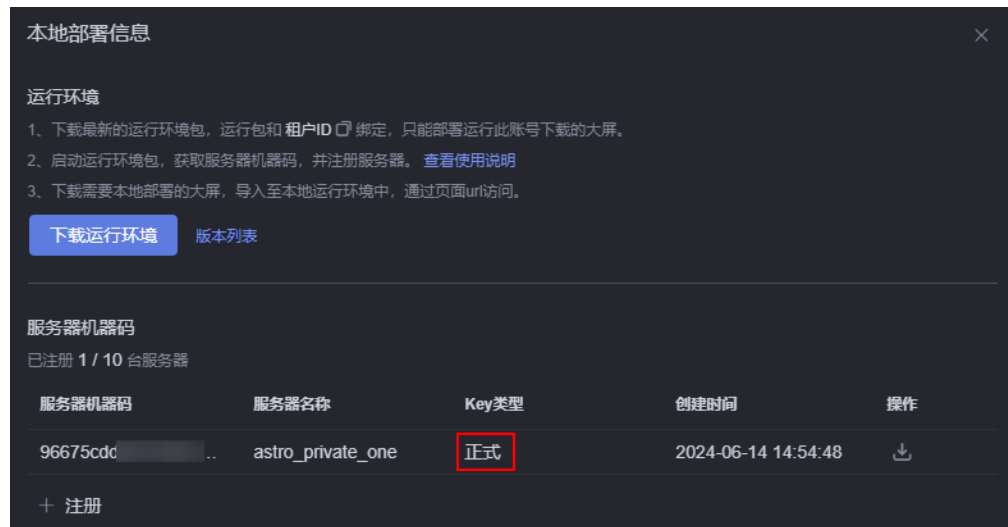 本地部署信息
运行环境
1、下载最新的运行环境包，运行包和 租户ID 绑定，只能部署运行此账号下载的大屏。
2、启动运行环境包，获取服务器机器码，并注册服务器。 查看使用说明
3、下载需要本地部署的大屏，导入至本地运行环境中，通过页面url访问。
下载运行环境 版本列表
服务器机器码
已注册 1 / 10 台服务器
服务器机器码 服务器名称 Key类型 创建时间 操作
96675cdd .. astro_private_one 正式 2024-06-14 14:54:48
注册